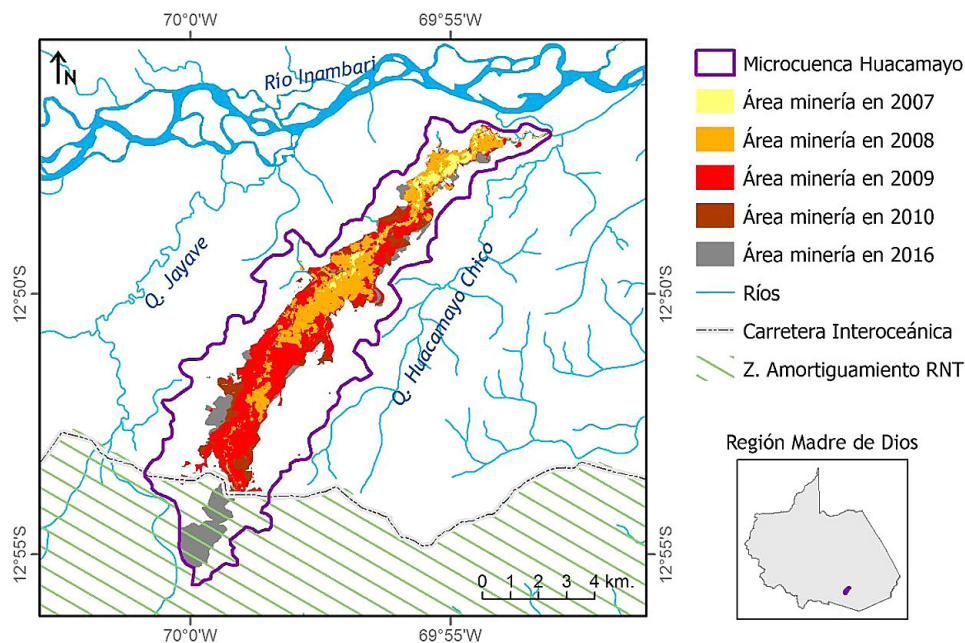 70°0'W
69°55'W
N
Río Inambari
Q. Jayave
Q. Huacamayo Chico
12°50'S
12°50'S
12°55'S
12°55'S
0 1 2 3 4 km.
70°0'W
69°55'W
Microcuenca Huacamayo
Área minería en 2007
Área minería en 2008
Área minería en 2009
Área minería en 2010
Área minería en 2016
Ríos
Carretera Interoceánica
Z. Amortiguamiento RNT
Región Madre de Dios